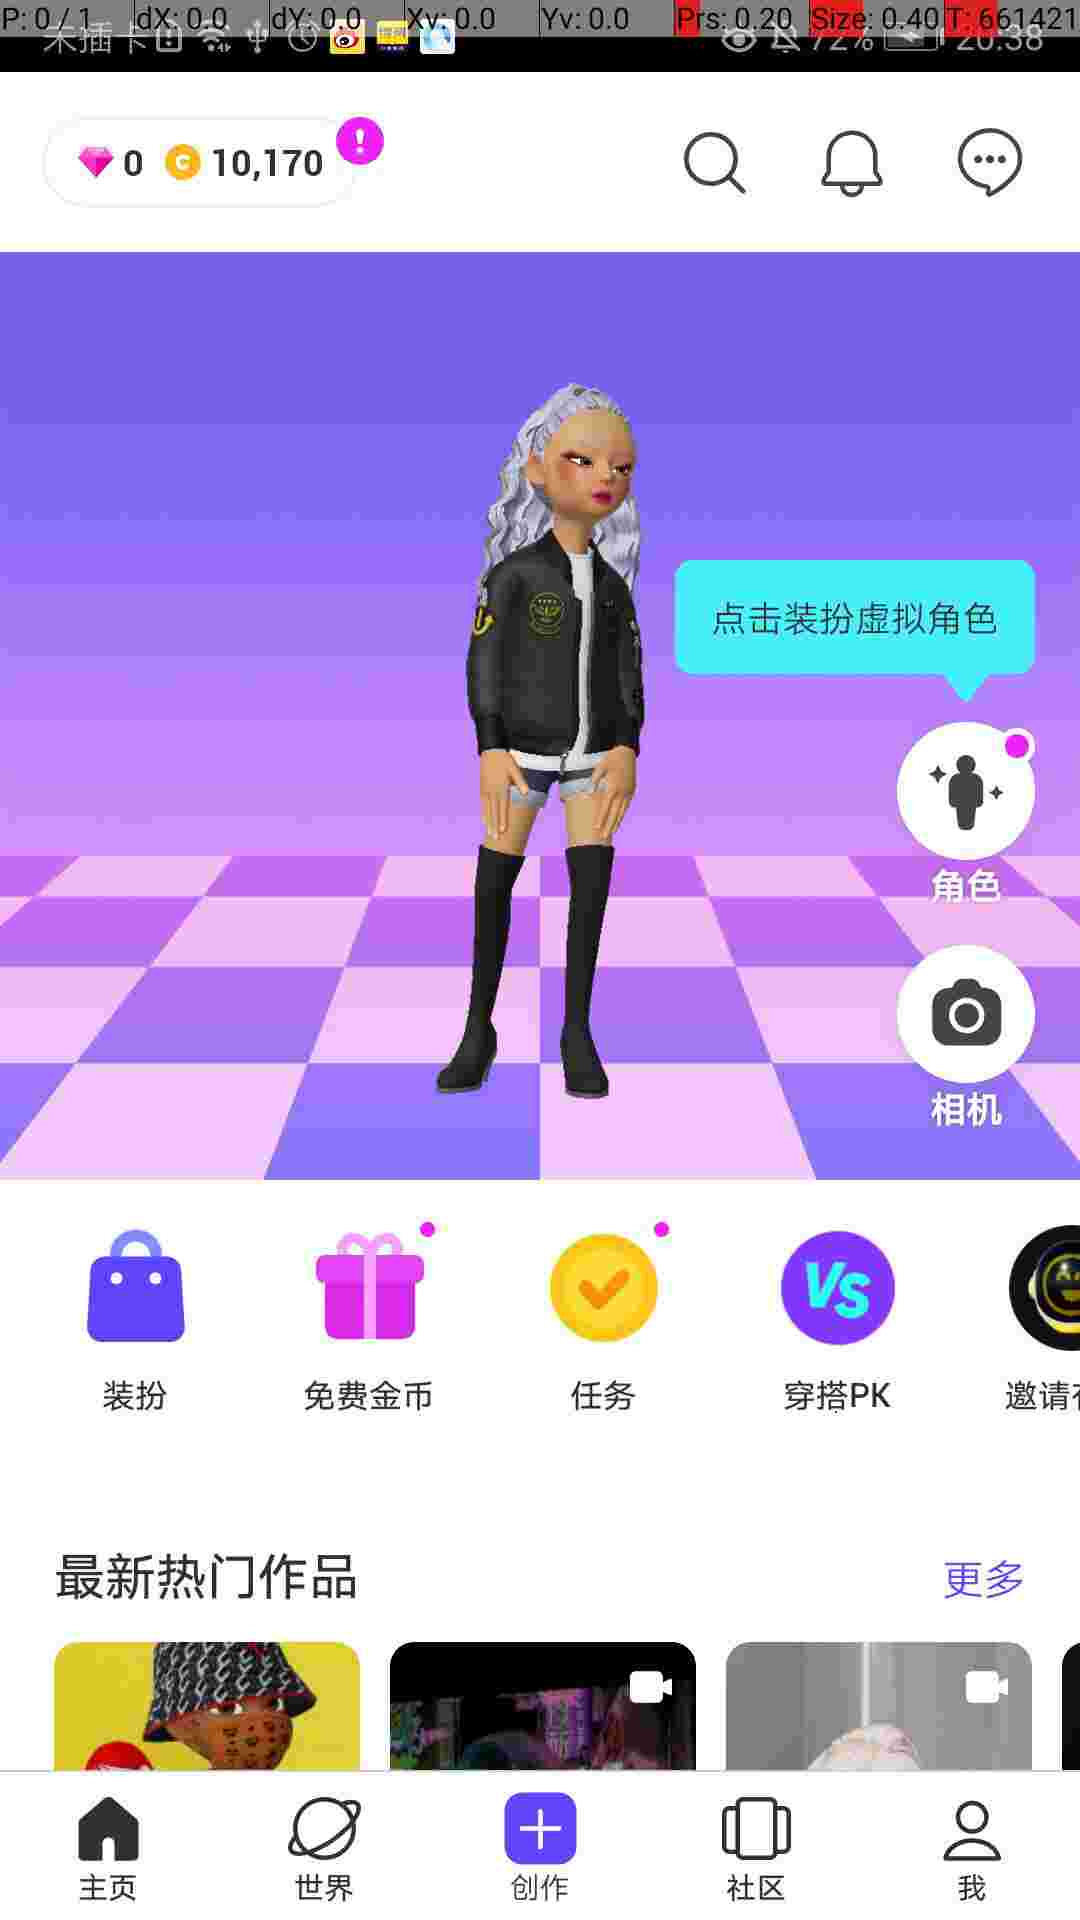 P: 0 / 1 dX: 0.0 dY: 0.0 Xv: 0.0 Yv: 0.0 Prs: 0.20 Size: 0.40 T: 661421
未插卡 72% 20:38
0 C 10,170
点击装扮虚拟角色
角色
相机
VS
装扮 免费金币 任务 穿搭PK 邀请
最新热门作品 更多
主页 世界 创作 社区 我